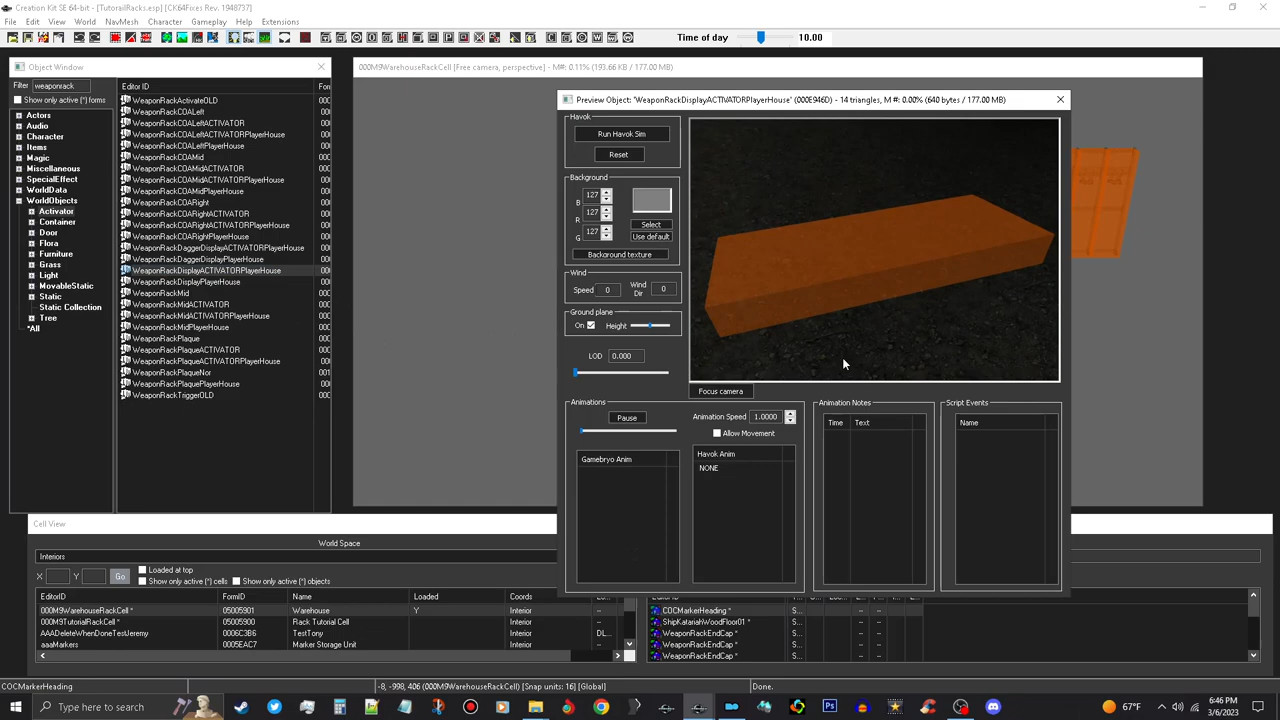 Creation Kit SE 64-bit - [TutorailRacks.esp] [CK64Fixes Rev. 1948737]
File Edit View World NavMesh Character Gameplay Help Extensions
Time of day 10.00
Object Window
Filter weaponrack
Show only active (*) forms
Actors
Audio
Character
Items
Magic
Miscellaneous
SpecialEffect
WorldData
WorldObjects
Activator
Container
Door
Flora
Furniture
Grass
Light
MovableStatic
Static
Static Collection
Tree
*All
Editor ID
WeaponRackActivateOLD
WeaponRackCOALeft
WeaponRackCOALeftACTIVATOR
WeaponRackCOALeftACTIVATORPlayerHouse
WeaponRackCOALeftPlayerHouse
WeaponRackCOAMid
WeaponRackCOAMidACTIVATOR
WeaponRackCOAMidACTIVATORPlayerHouse
WeaponRackCOAMidPlayerHouse
WeaponRackCOARight
WeaponRackCOARightACTIVATOR
WeaponRackCOARightACTIVATORPlayerHouse
WeaponRackCOARightPlayerHouse
WeaponRackDaggerDisplayACTIVATORPlayerHouse
WeaponRackDaggerDisplayPlayerHouse
WeaponRackDisplayACTIVATORPlayerHouse
WeaponRackDisplayPlayerHouse
WeaponRackMid
WeaponRackMidACTIVATOR
WeaponRackMidACTIVATORPlayerHouse
WeaponRackMidPlayerHouse
WeaponRackPlaque
WeaponRackPlaqueACTIVATOR
WeaponRackPlaqueACTIVATORPlayerHouse
WeaponRackPlaqueNor
WeaponRackPlaquePlayerHouse
WeaponRackTriggerOLD
000M9WarehouseRackCell [Free camera, perspective] - M#: 0.11% (193.66 KB / 177.00 MB)
Preview Object: 'WeaponRackDisplayACTIVATORPlayerHouse' (000E946D) - 14 triangles, M #: 0.00% (640 bytes / 177.00 MB)
Havok
Run Havok Sim
Reset
Background
B 127
R 127
G 127
Select
Use default
Background texture
Wind
Speed 0 Wind Dir 0
Ground plane
On Height
LOD 0.000
Focus camera
Animations
Pause
Animation Speed 1.0000
Allow Movement
Gamebryo Anim
Havok Anim
NONE
Animation Notes
Time Text
Script Events
Name
Cell View
World Space
Interiors
X Y Go
Loaded at top
Show only active (*) cells Show only active (*) objects
EditorID FormID Name Loaded Coords
000M9WarehouseRackCell * 05005901 Warehouse Y Interior --
000M9TutorialRackCell * 05005900 Rack Tutorial Cell Interior --
AAADeleteWhenDoneTestJeremy 0006C3B6 TestTony Interior DL...
aaaMarkers 0005EAC7 Marker Storage Unit Interior --
COCMarkerHeading * S...
ShipKatariahWoodFloor01 * S...
WeaponRackEndCap * S...
WeaponRackEndCap * S...
WeaponRackEndCap * S...
COCMarkerHeading
-8, -998, 406 (000M9WarehouseRackCell) [Snap units: 16] [Global]
Done.
Type here to search
67°F
6:46 PM
3/6/2023